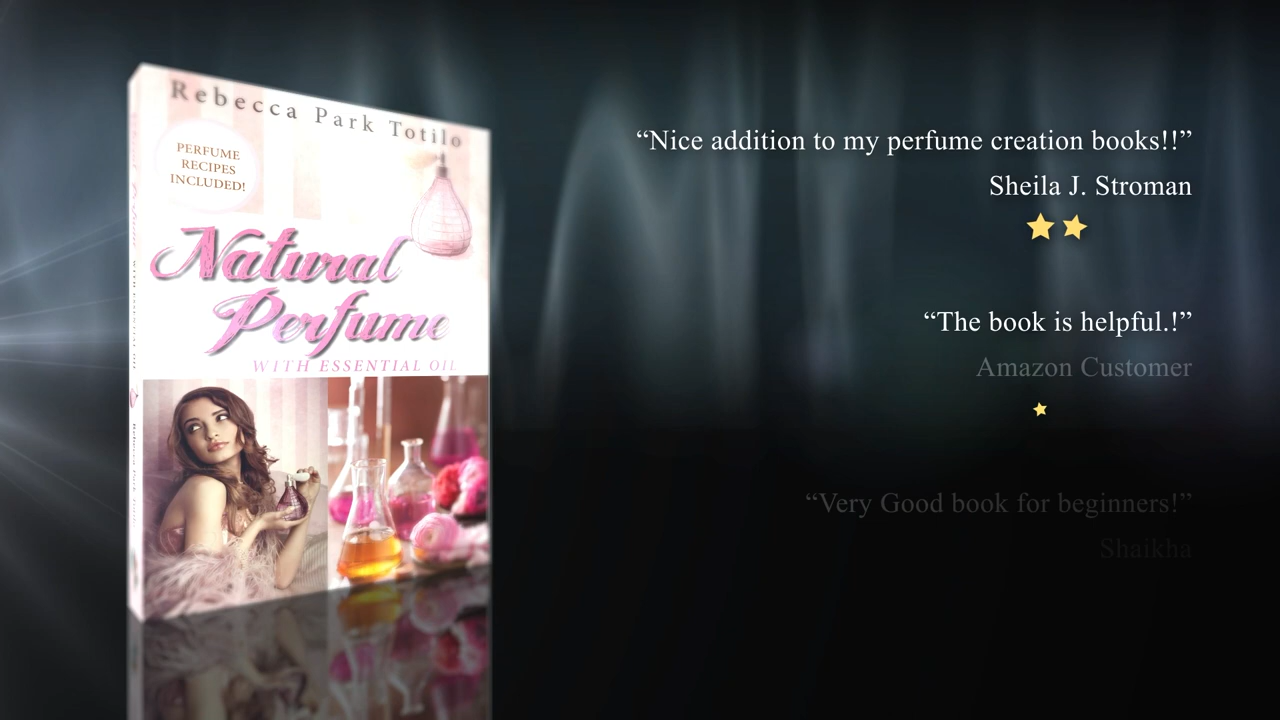 Rebecca Park Totilo
PERFUME
RECIPES
INCLUDED!
Natural
Perfume
WITH ESSENTIAL OIL
“Nice addition to my perfume creation books!!”
Sheila J. Stroman
“The book is helpful.!”
Amazon Customer
“Very Good book for beginners!”
Shaikha